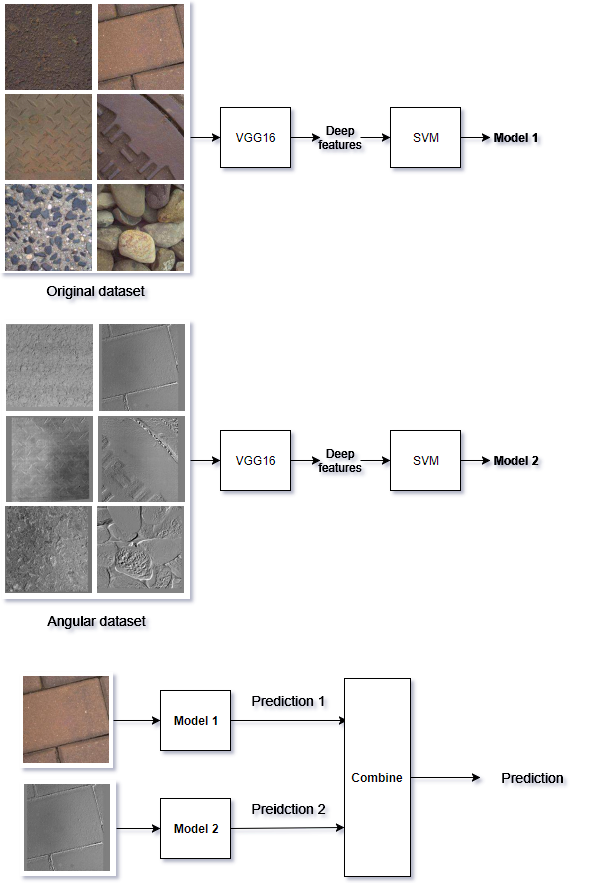 VGG16
Deep
features
SVM
Model 1
Original dataset
VGG16
Deep
features
SVM
Model 2
Angular dataset
Model 1
Prediction 1
Combine
Prediction
Model 2
Preidction 2